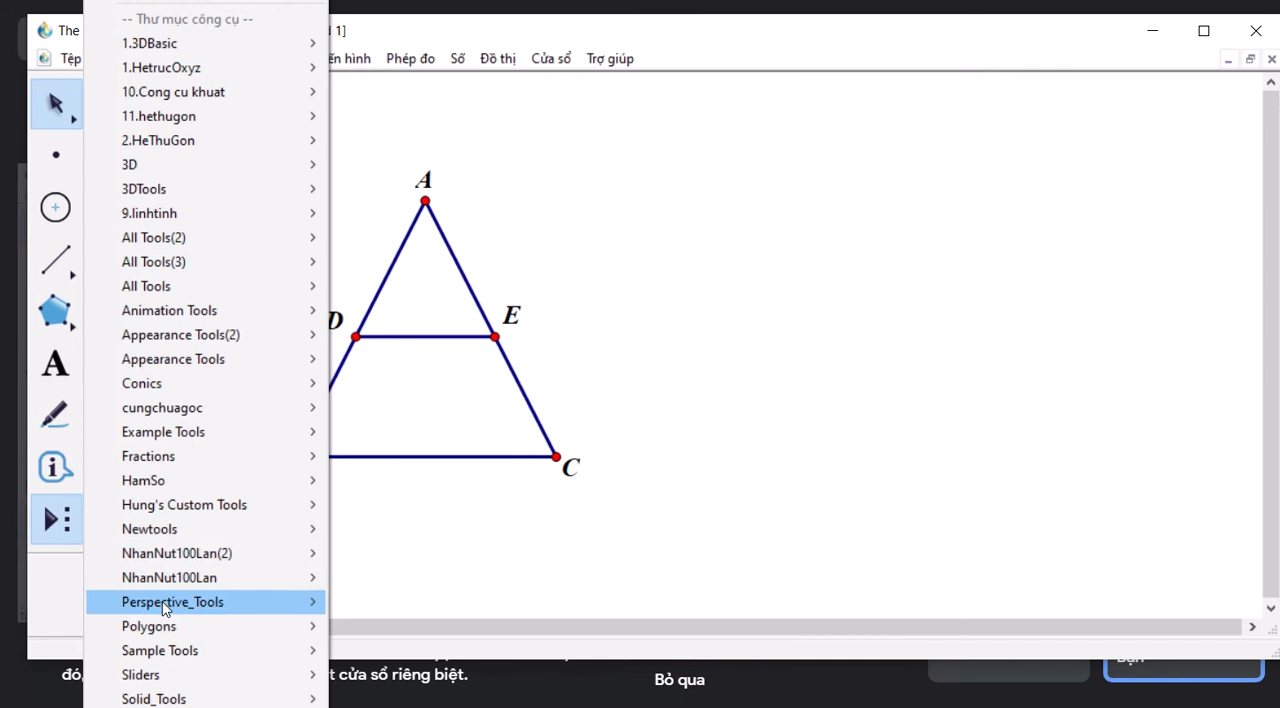 The
1]
Tệp
ến hình Phép đo Số Đồ thị Cửa sổ Trợ giúp
-- Thư mục công cụ --
1.3DBasic
1.HetrucOxyz
10.Cong cu khuat
11.hethugon
2.HeThuGon
3D
3DTools
9.linhtinh
All Tools(2)
All Tools(3)
All Tools
Animation Tools
Appearance Tools(2)
Appearance Tools
Conics
cungchuagoc
Example Tools
Fractions
HamSo
Hung's Custom Tools
Newtools
NhanNut100Lan(2)
NhanNut100Lan
Perspective_Tools
Polygons
Sample Tools
Sliders
Solid_Tools
A
A
D
E
C
đó,
t cửa sổ riêng biệt.
Bỏ qua
Bạn